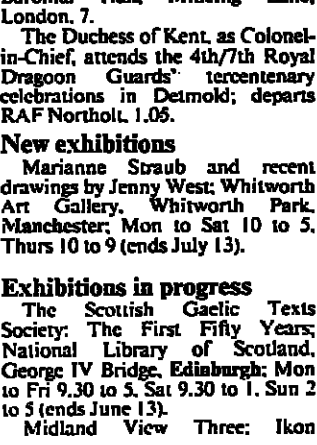 London, 7.
The Duchess of Kent, as Colonel-
in-Chief, attends the 4th/7th Royal
Dragoon Guards' tercentenary
celebrations in Detmold; departs
RAF Northolt, 1.05.
New exhibitions
Marianne Straub and recent
drawings by Jenny West; Whitworth
Art Gallery, Whitworth Park,
Manchester; Mon to Sat 10 to 5,
Thurs 10 to 9 (ends July 13).
Exhibitions in progress
The Scottish Gaelic Texts
Society: The First Fifty Years;
National Library of Scotland,
George IV Bridge, Edinburgh; Mon
to Fri 9.30 to 5, Sat 9.30 to 1, Sun 2
to 5 (ends June 13).
Midland View Three; Ikon